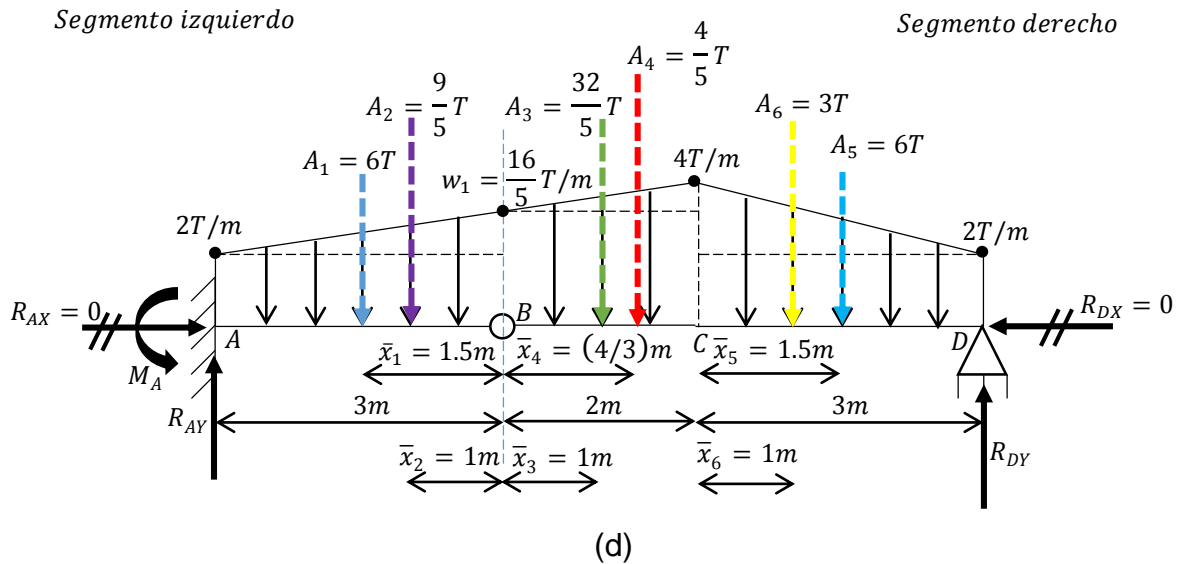 Segmento izquierdo
Segmento derecho
A₄ = 4/5 T
A₂ = 9/5 T
A₃ = 32/5 T
A₆ = 3T
A₁ = 6T
w₁ = 16/5 T/m
4T/m
A₅ = 6T
2T/m
2T/m
R_AX = 0
R_DX = 0
A
B
C
D
x̅₁ = 1.5m
x̅₄ = (4/3)m
x̅₅ = 1.5m
M_A
R_AY
3m
2m
3m
R_DY
x̅₂ = 1m
x̅₃ = 1m
x̅₆ = 1m
(d)